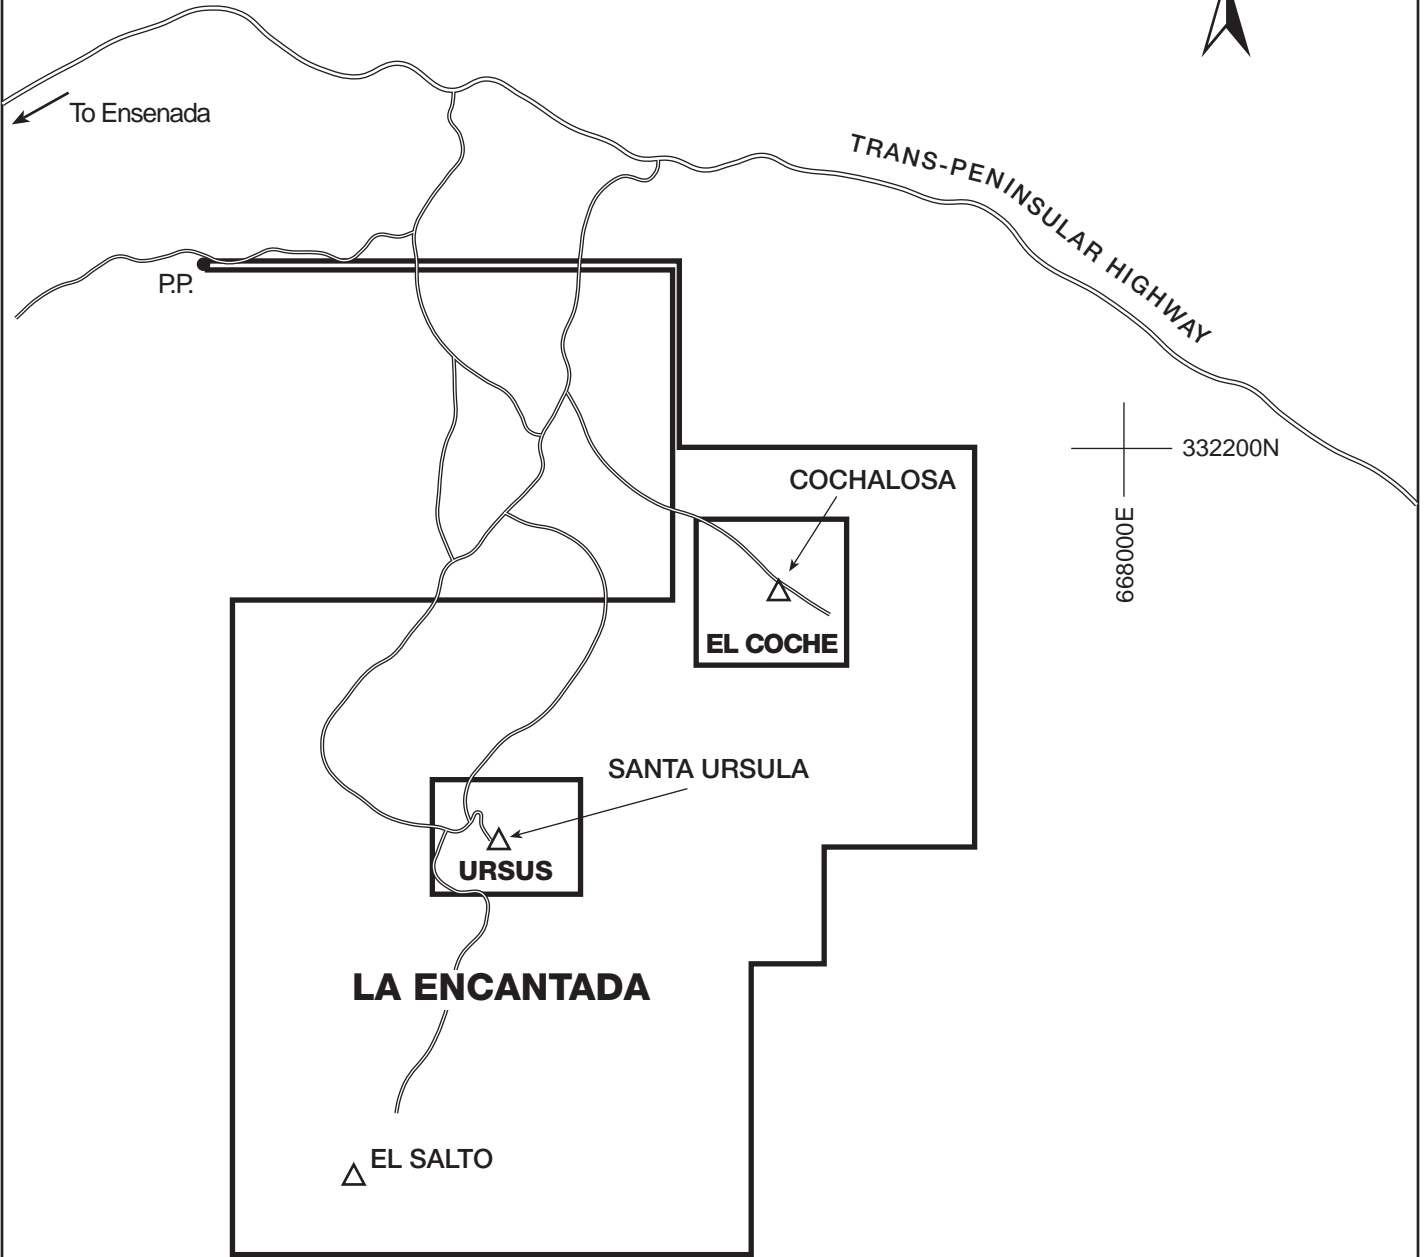 To Ensenada
TRANS-PENINSULAR HIGHWAY
P.P.
332200N
COCHALOSA
668000E
EL COCHE
SANTA URSULA
URSUS
LA ENCANTADA
EL SALTO